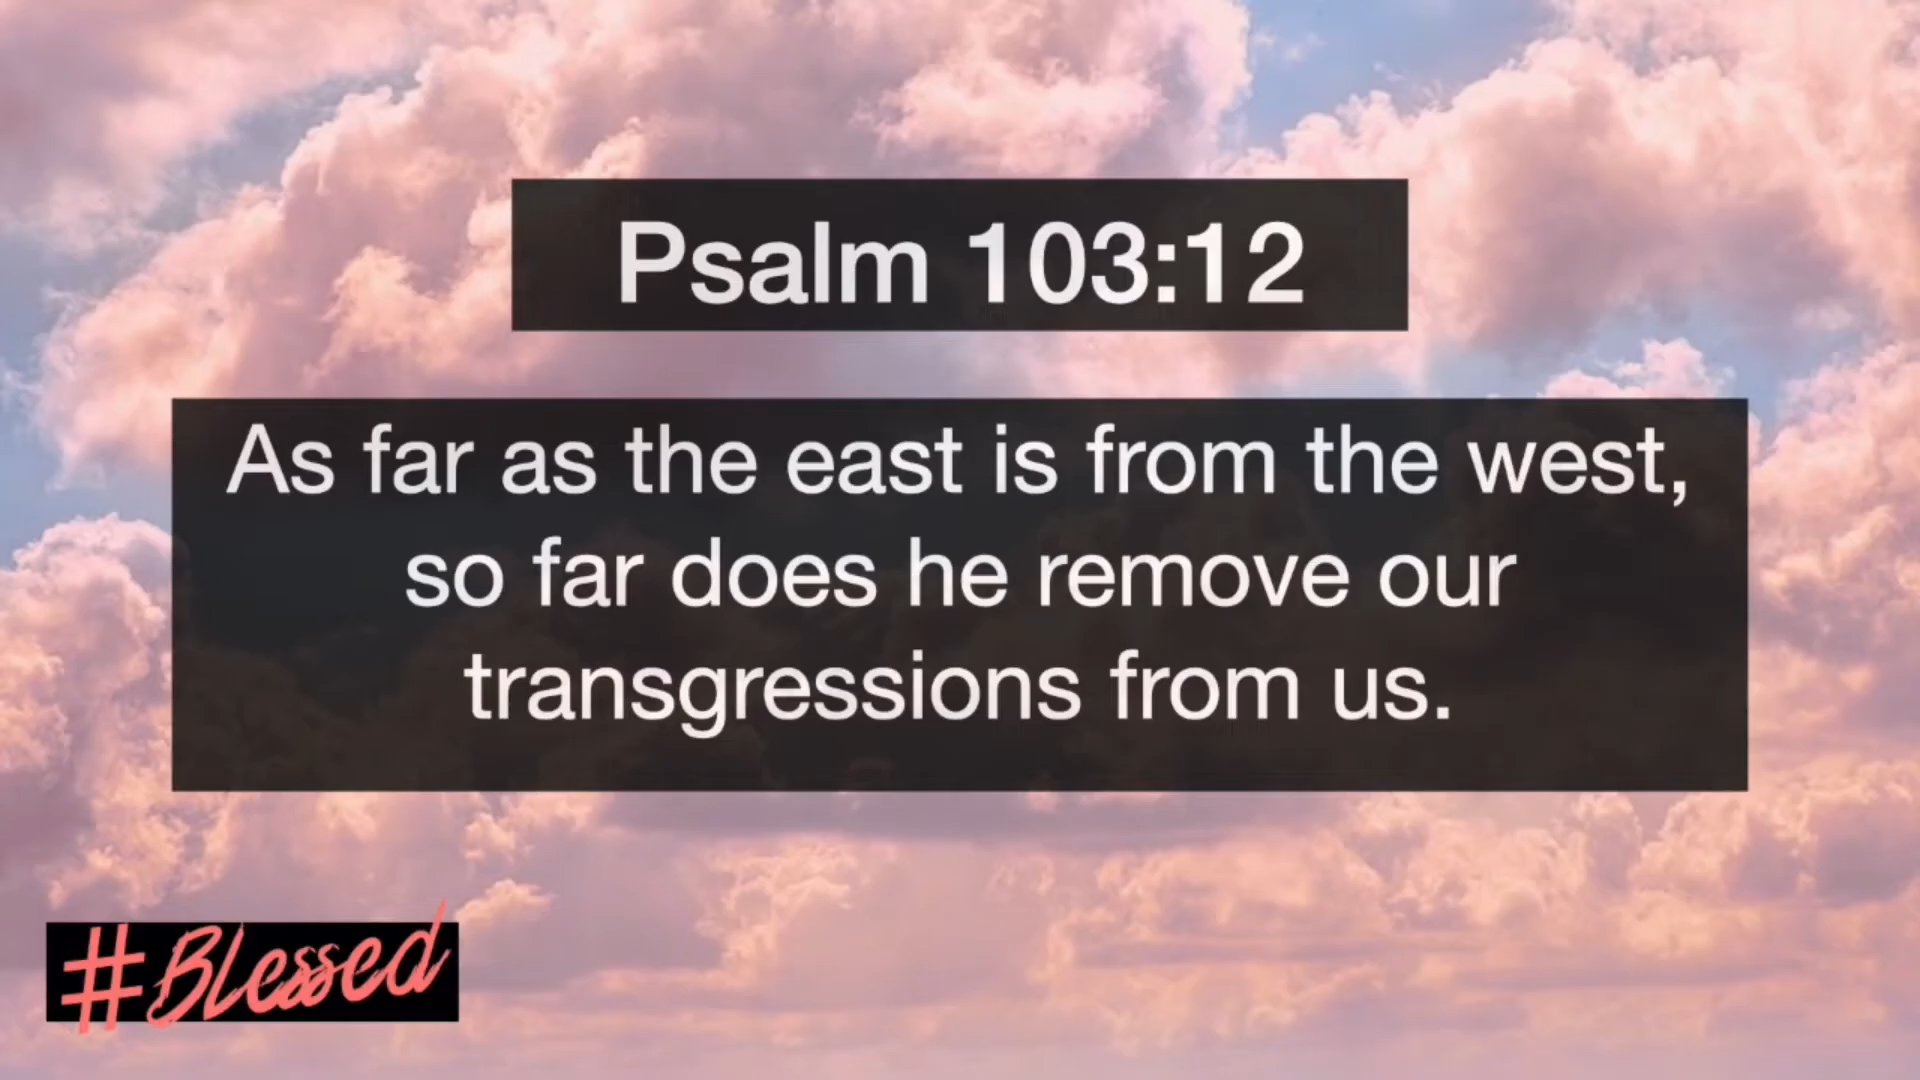 Psalm 103:12
As far as the east is from the west,
so far does he remove our
transgressions from us.
#Blessed